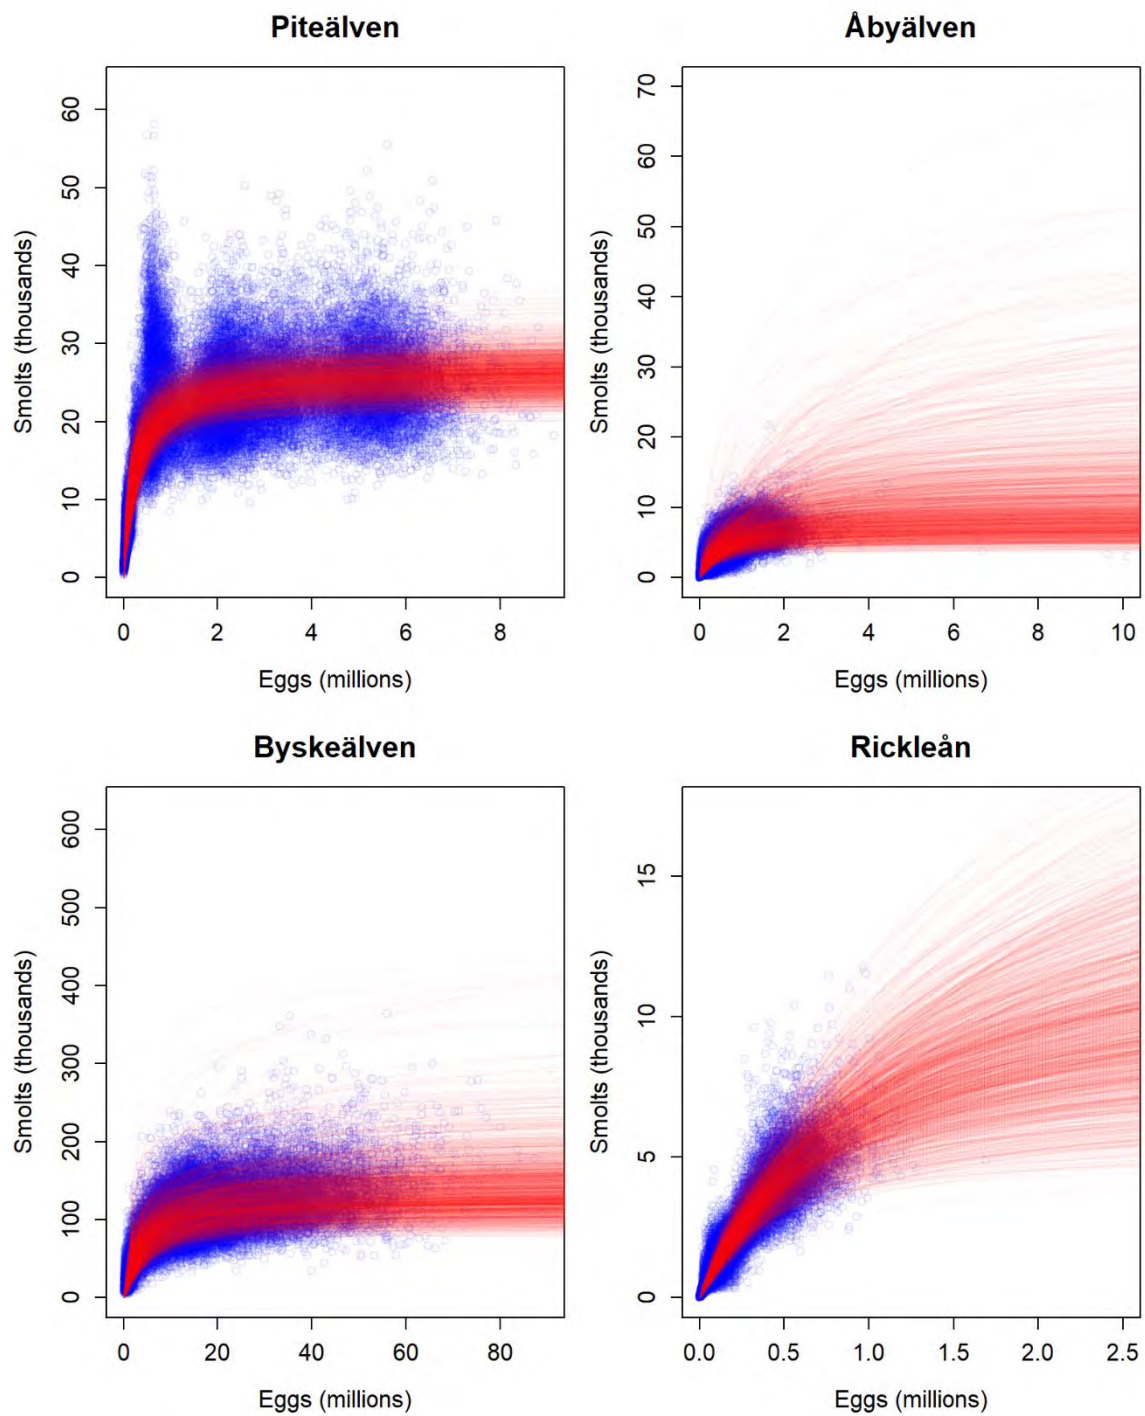 Piteälven
Smolts (thousands)
0 10 20 30 40 50 60
0 2 4 6 8
Eggs (millions)
Åbyälven
Smolts (thousands)
0 10 20 30 40 50 60 70
0 2 4 6 8 10
Eggs (millions)
Byskeälven
Smolts (thousands)
0 100 200 300 400 500 600
0 20 40 60 80
Eggs (millions)
Rickleån
Smolts (thousands)
0 5 10 15
0.0 0.5 1.0 1.5 2.0 2.5
Eggs (millions)